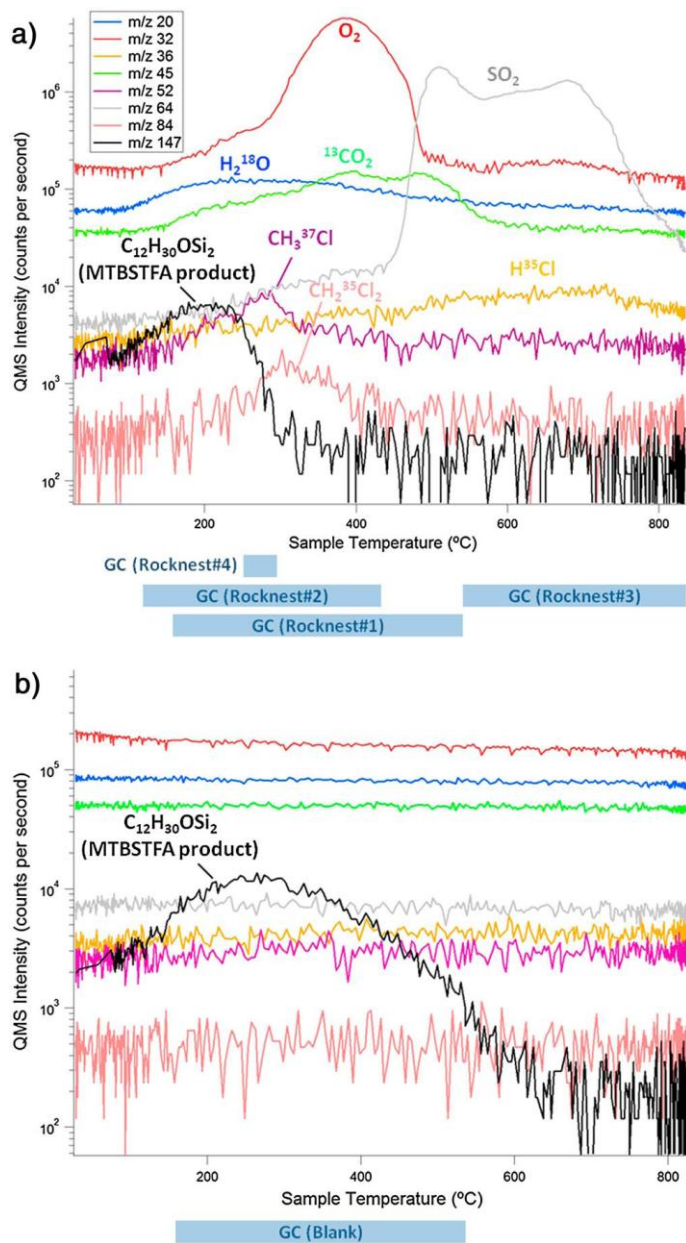 a)
m/z 20
m/z 32
m/z 36
m/z 45
m/z 52
m/z 64
m/z 84
m/z 147
O₂
SO₂
H₂¹⁸O
¹³CO₂
C₁₂H₃₀OSi₂
(MTBSTFA product)
CH₃³⁷Cl
CH₂³⁵Cl₂
H³⁵Cl
QMS Intensity (counts per second)
10⁶
10⁵
10⁴
10³
10²
200 400 600 800
Sample Temperature (ºC)
GC (Rocknest#4)
GC (Rocknest#2)
GC (Rocknest#3)
GC (Rocknest#1)
b)
C₁₂H₃₀OSi₂
(MTBSTFA product)
QMS Intensity (counts per second)
10⁵
10⁴
10³
10²
200 400 600 800
Sample Temperature (ºC)
GC (Blank)